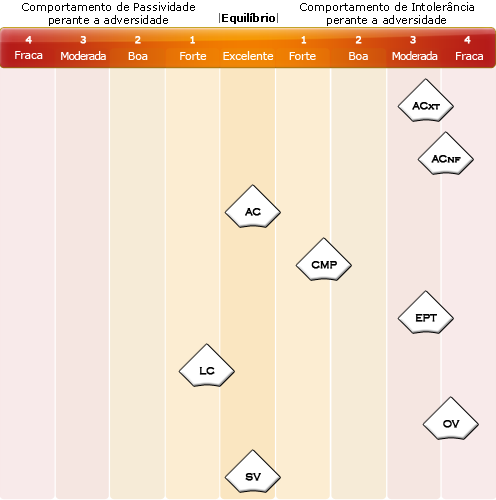 Comportamento de Passividade
perante a adversidade
|Equilíbrio|
Comportamento de Intolerância
perante a adversidade
4 3 2 1 1 2 3 4
Fraca Moderada Boa Forte Excelente Forte Boa Moderada Fraca
ACXT
ACNF
AC
CMP
EPT
LC
OV
SV